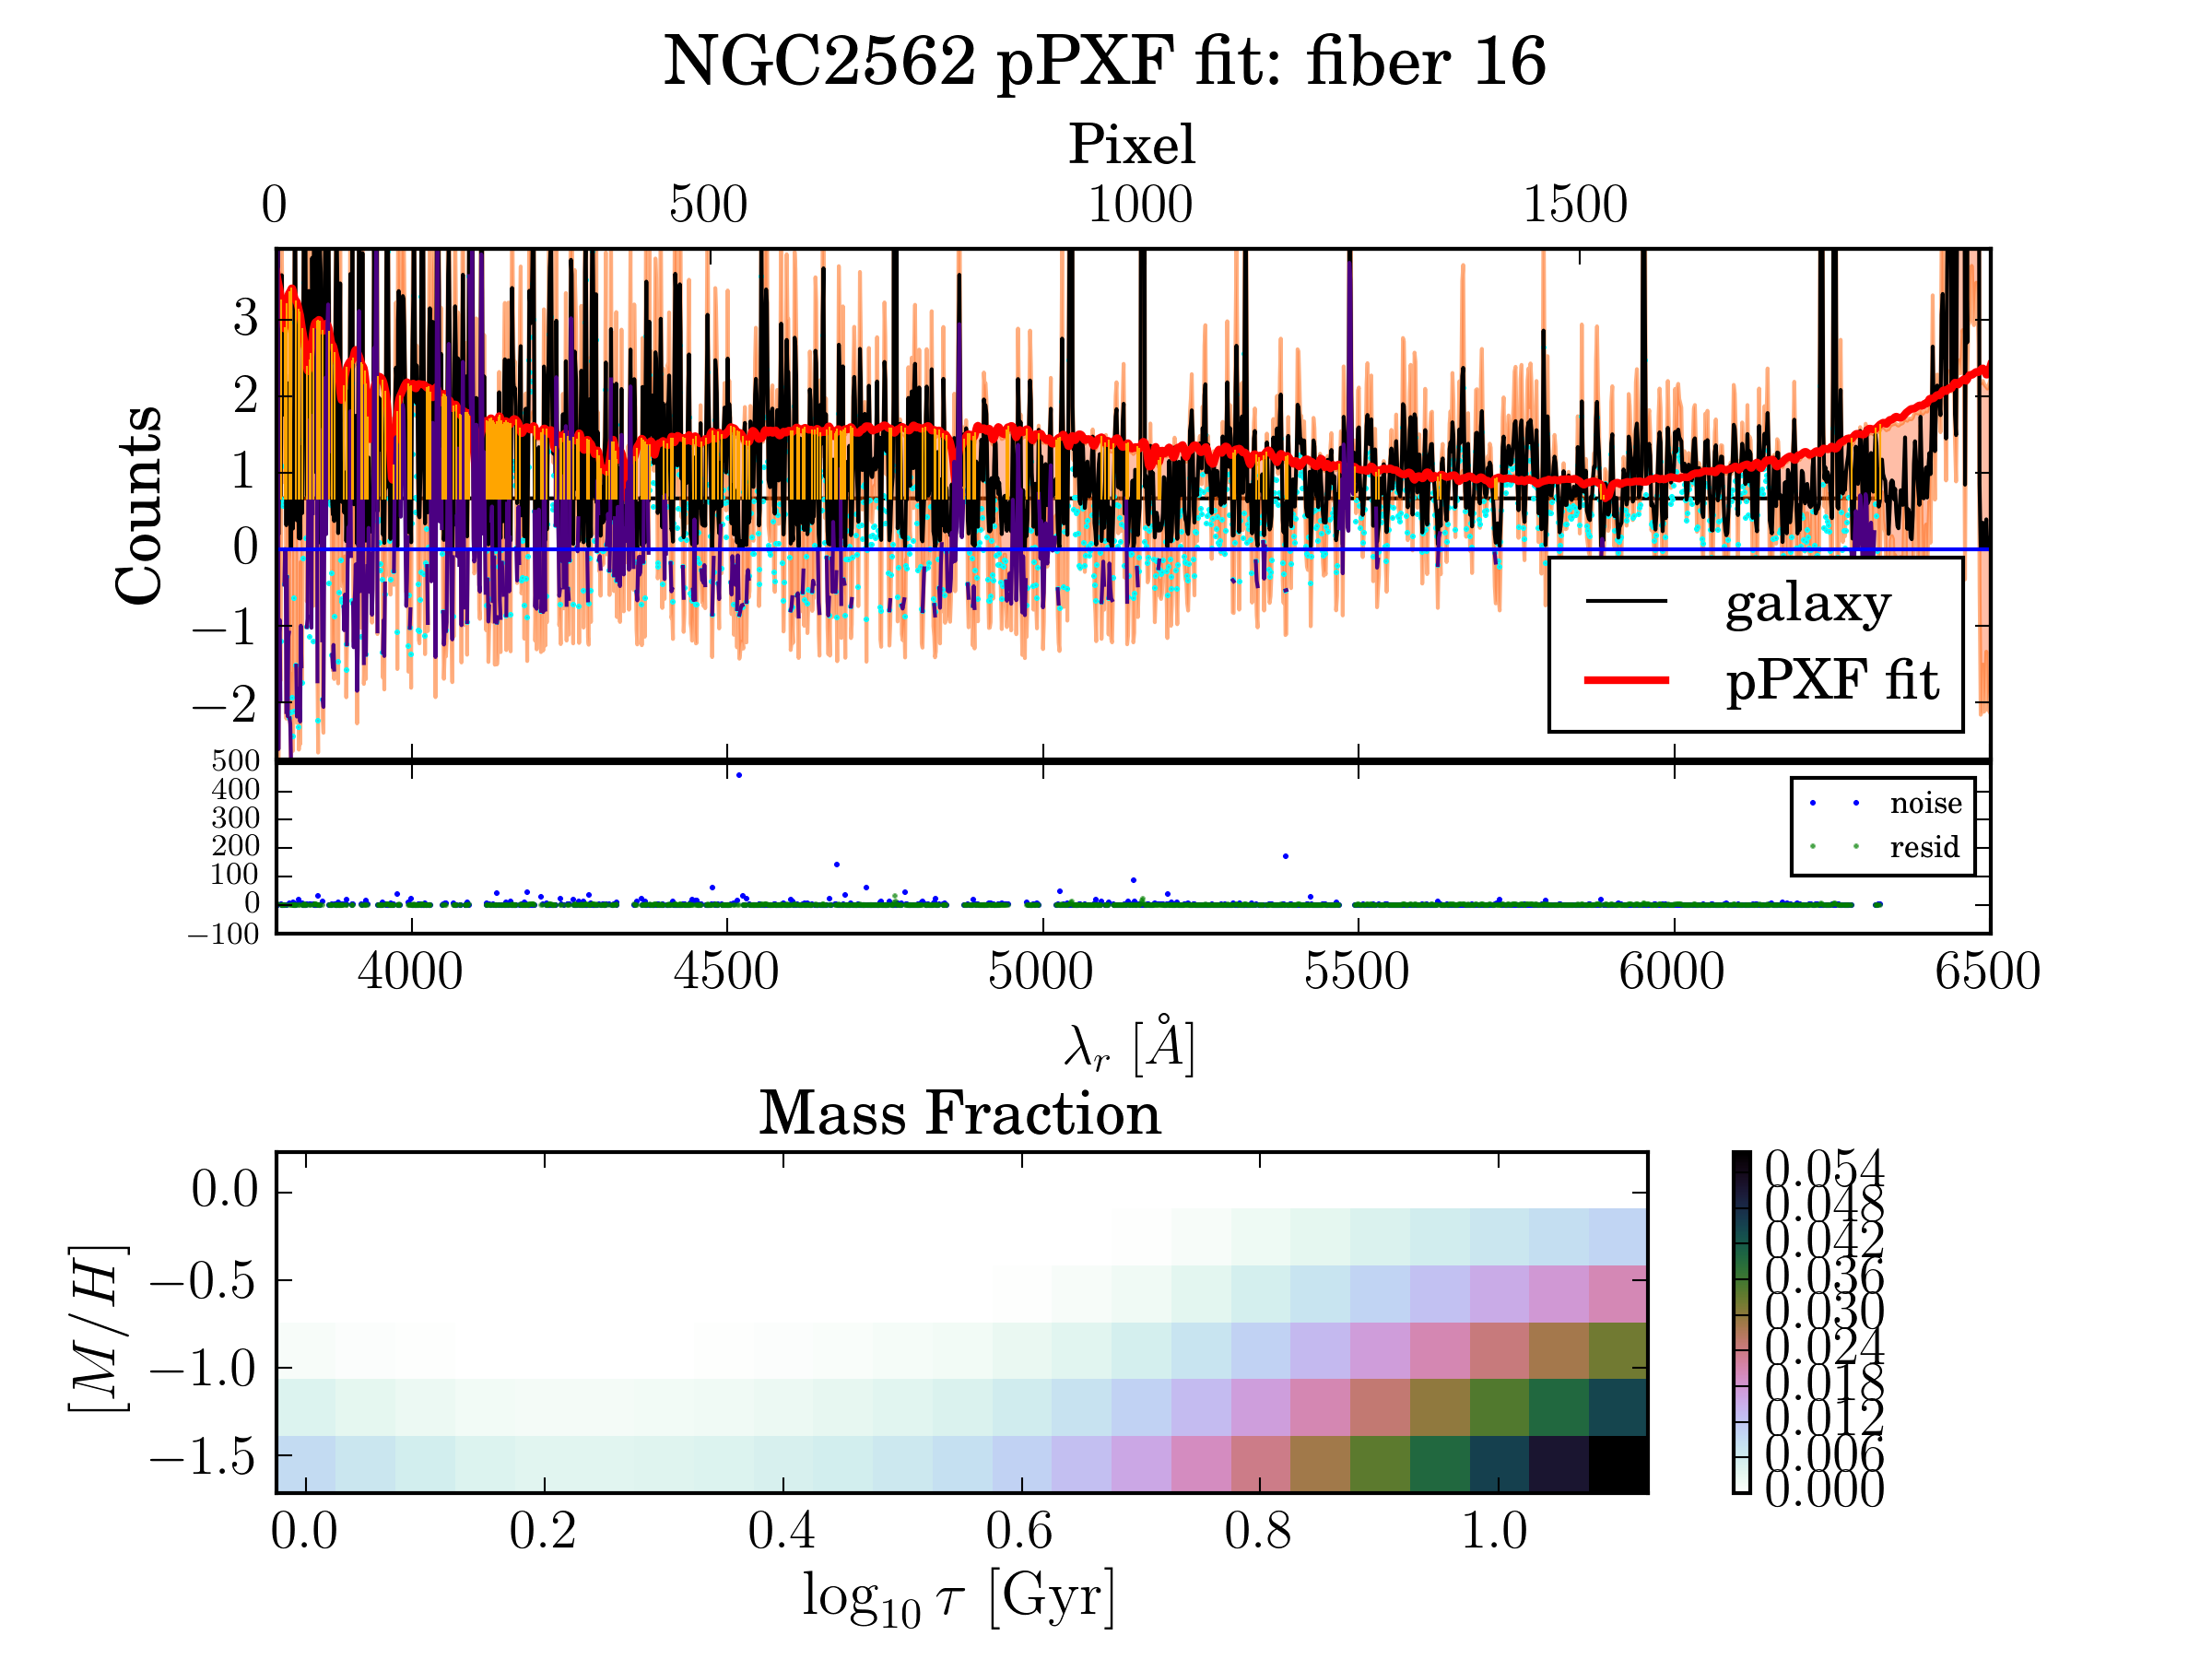 NGC2562 pPXF fit: fiber 16
Pixel
0 500 1000 1500
Counts
3
2
1
0
−1
−2
galaxy
pPXF fit
500
400
300
200
100
0
−100
noise
resid
4000 4500 5000 5500 6000 6500
λr [Å]
Mass Fraction
[M/H]
0.0
−0.5
−1.0
−1.5
0.0 0.2 0.4 0.6 0.8 1.0
log10 τ [Gyr]
0.054
0.048
0.042
0.036
0.030
0.024
0.018
0.012
0.006
0.000